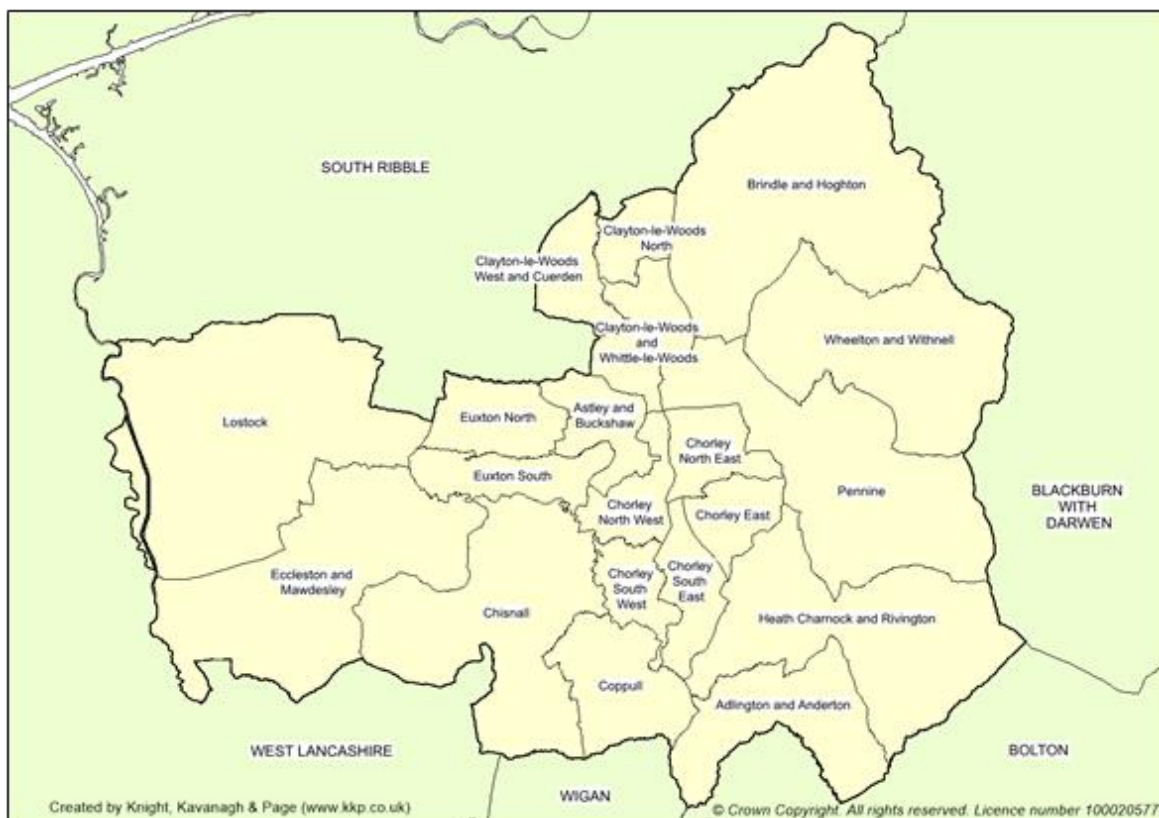 SOUTH RIBBLE
Brindle and Hoghton
Clayton-le-Woods
North
Clayton-le-Woods
West and Cuerden
Clayton-le-Woods
and
Whittle-le-Woods
Wheelton and Withnell
Lostock
Euxton North
Astley and
Buckshaw
Chorley
North East
Euxton South
Pennine
BLACKBURN
WITH
DARWEN
Chorley
North West
Chorley East
Eccleston and
Mawdesley
Chorley
South
West
Chorley
South
East
Chisnall
Heath Charnock and Rivington
Coppull
Adlington and Anderton
WEST LANCASHIRE
BOLTON
WIGAN
Created by Knight, Kavanagh & Page (www.kkp.co.uk)
© Crown Copyright. All rights reserved. Licence number 100020577